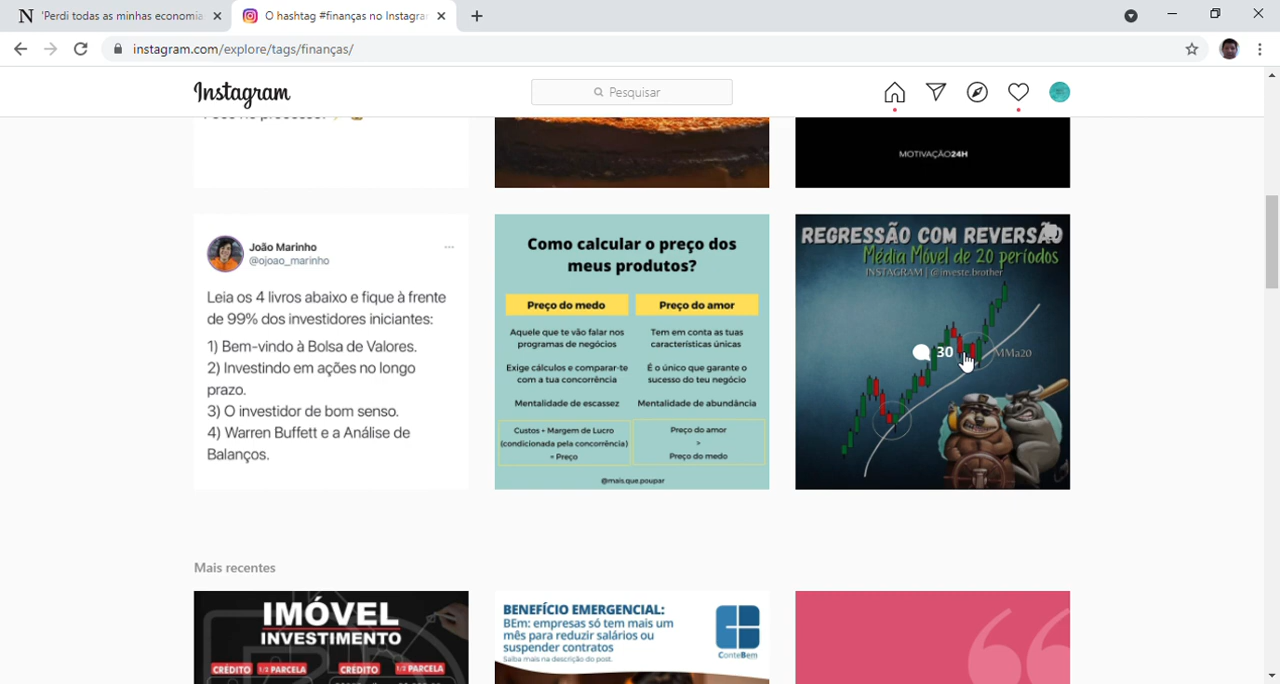 'Perdi todas as minhas economia
O hashtag #finanças no Instagra
instagram.com/explore/tags/finanças/
Instagram
Pesquisar
MOTIVAÇÃO24H
João Marinho
@ojoao_marinho
Leia os 4 livros abaixo e fique à frente
de 99% dos investidores iniciantes:
1) Bem-vindo à Bolsa de Valores.
2) Investindo em ações no longo
prazo.
3) O investidor de bom senso.
4) Warren Buffett e a Análise de
Balanços.
Como calcular o preço dos
meus produtos?
Preço do medo
Preço do amor
Aquele que te vão falar nos
programas de negócios
Tem em conta as tuas
características únicas
Exige cálculos e comparar-te
com a tua concorrência
É o único que garante o
sucesso do teu negócio
Mentalidade de escassez
Mentalidade de abundância
Custos + Margem de Lucro
(condicionada pela concorrência)
= Preço
Preço do amor
>
Preço do medo
@mais.que.poupar
REGRESSÃO COM REVERSÃO
Média Móvel de 20 períodos
INSTAGRAM | @investe.brother
30
MMa20
Mais recentes
IMÓVEL
INVESTIMENTO
CRÉDITO
1/2 PARCELA
CRÉDITO
1/2 PARCELA
BENEFÍCIO EMERGENCIAL:
BEm: empresas só tem mais um
mês para reduzir salários ou
suspender contratos
Saiba mais na descrição do post.
ConteBem